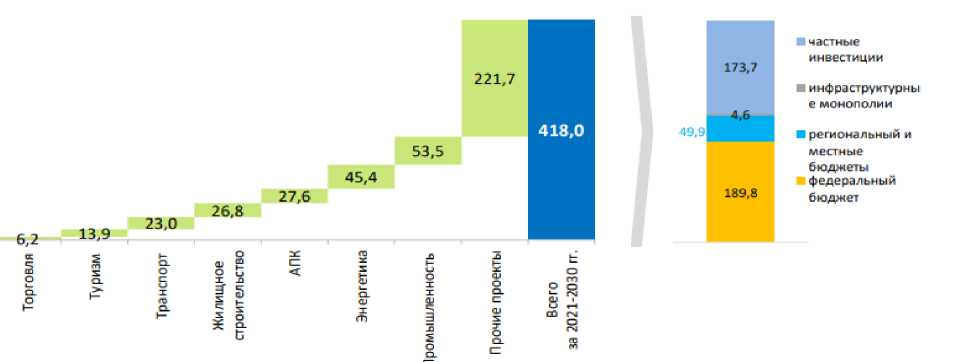 221,7
418,0
53,5
45,4
27,6
26,8
23,0
13,9
6,2
Торговля
Туризм
Транспорт
Жилищное
строительство
АПК
Энергетика
Промышленность
Прочие проекты
Всего
за 2021-2030 гг.
173,7
4,6
49,9
189,8
частные
инвестиции
инфраструктурны
е монополии
региональный и
местные
бюджеты
федеральный
бюджет